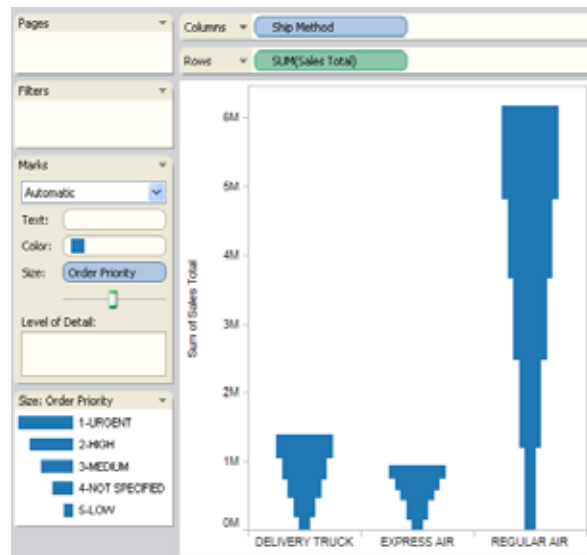 Pages
Columns
Ship Method
Rows
SUM(Sales Total)
Filters
Marks
Automatic
Text:
Color:
Size:
Order Priority
Level of Detail:
Size: Order Priority
1-URGENT
2-HIGH
3-MEDIUM
4-NOT SPECIFIED
5-LOW
Sum of Sales Total
6M
5M
4M
3M
2M
1M
0M
DELIVERY TRUCK
EXPRESS AIR
REGULAR AIR